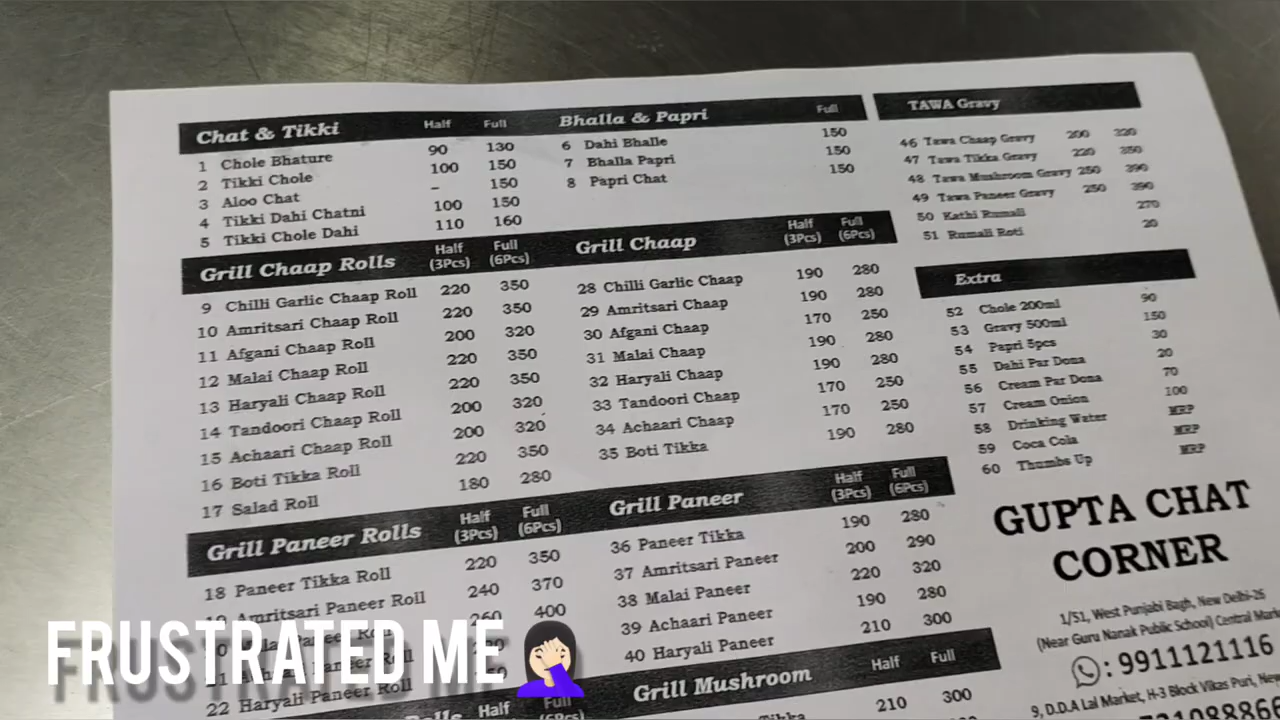 Chat & Tikki Half Full
1 Chole Bhature 90 130
2 Tikki Chole 100 150
3 Aloo Chat – 150
4 Tikki Dahi Chatni 100 150
5 Tikki Chole Dahi 110 160
Bhalla & Papri Full
6 Dahi Bhalle 150
7 Bhalla Papri 150
8 Papri Chat 150
Grill Chaap Rolls Half (3Pcs) Full (6Pcs)
9 Chilli Garlic Chaap Roll 220 350
10 Amritsari Chaap Roll 220 350
11 Afgani Chaap Roll 200 320
12 Malai Chaap Roll 220 350
13 Haryali Chaap Roll 220 350
14 Tandoori Chaap Roll 200 320
15 Achaari Chaap Roll 200 320
16 Boti Tikka Roll 220 350
17 Salad Roll 180 280
Grill Chaap Half (3Pcs) Full (6Pcs)
28 Chilli Garlic Chaap 190 280
29 Amritsari Chaap 190 280
30 Afgani Chaap 170 250
31 Malai Chaap 190 280
32 Haryali Chaap 190 280
33 Tandoori Chaap 170 250
34 Achaari Chaap 170 250
35 Boti Tikka 190 280
Grill Paneer Rolls Half (3Pcs) Full (6Pcs)
18 Paneer Tikka Roll 220 350
Amritsari Paneer Roll 240 370
260 400
22 Haryali Paneer Roll
Rolls Half Full
Grill Paneer Half (3Pcs) Full (6Pcs)
36 Paneer Tikka 190 280
37 Amritsari Paneer 200 290
38 Malai Paneer 220 320
39 Achaari Paneer 190 280
40 Haryali Paneer 210 300
Grill Mushroom Half Full
Tikka 210 300
TAWA Gravy
46 Tawa Chaap Gravy 200 320
47 Tawa Tikka Gravy 220 350
48 Tawa Mushroom Gravy 250 390
49 Tawa Paneer Gravy 250 390
50 Kathi Rumali 270
51 Rumali Roti 20
Extra
52 Chole 200ml 90
53 Gravy 500ml 150
54 Papri 5pcs 30
55 Dahi Par Dona 20
56 Cream Par Dona 70
57 Cream Onion 100
58 Drinking Water MRP
59 Coca Cola MRP
60 Thumbs Up MRP
GUPTA CHAT
CORNER
1/51, West Punjabi Bagh, New Delhi-26
(Near Guru Nanak Public School) Central
: 9911121116
9, D.D.A Lal Market, H-3 Block Vikas Puri,
FRUSTRATED ME